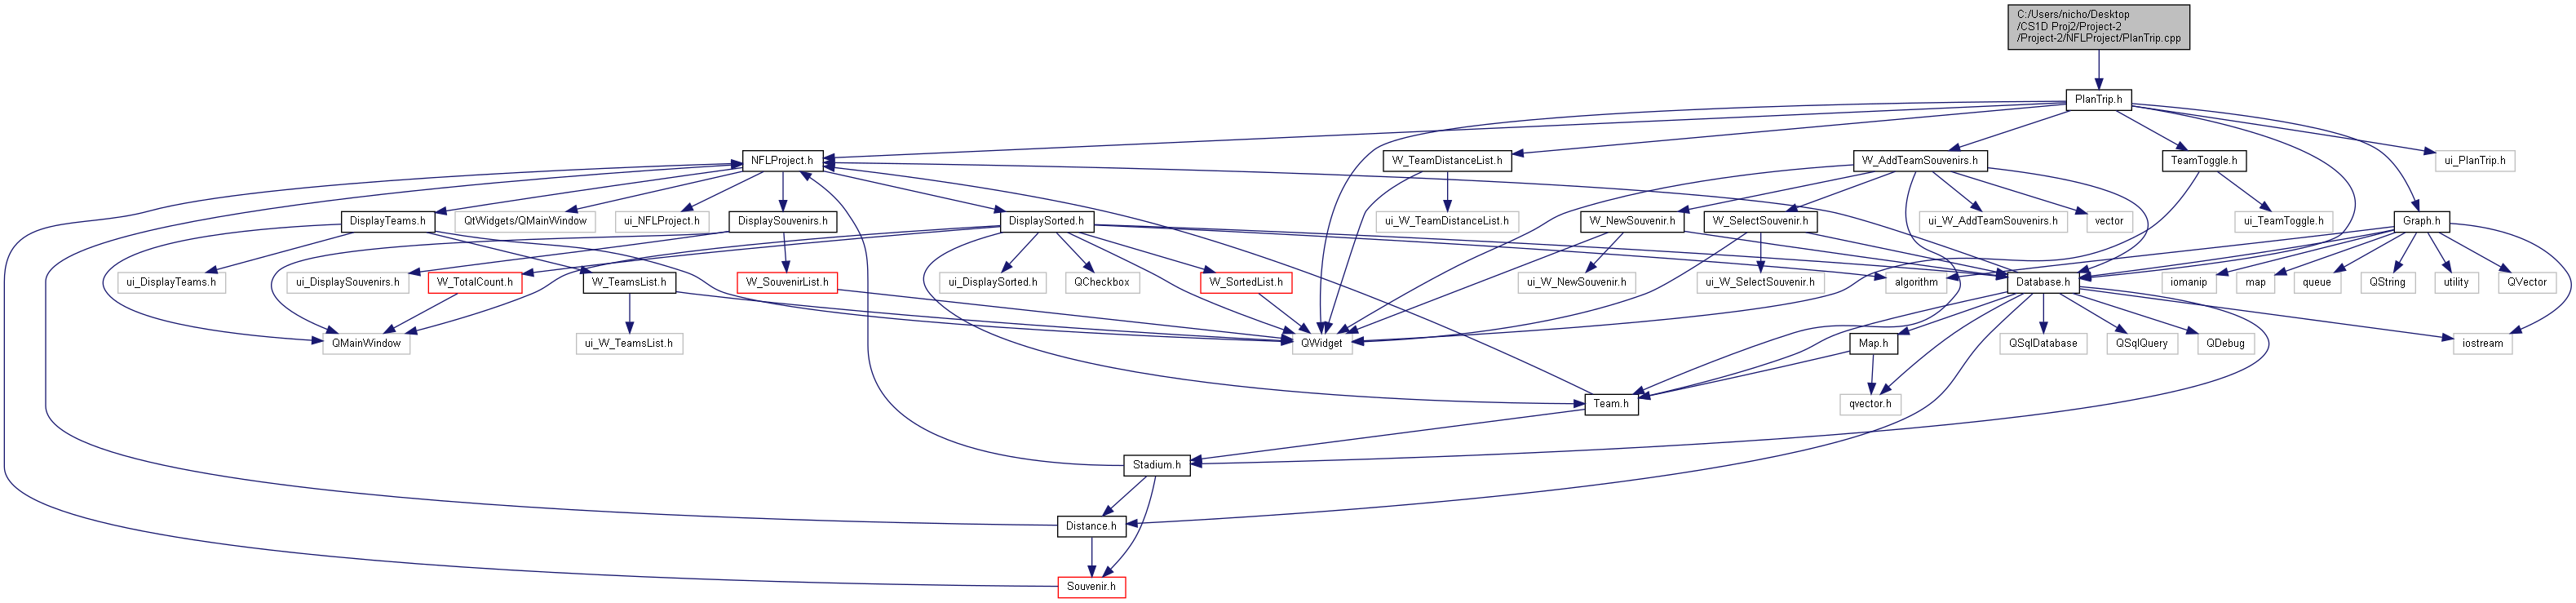 C:/Users/nicho/Desktop
/CS1D Proj2/Project-2
/Project-2/NFLProject/PlanTrip.cpp
PlanTrip.h
NFLProject.h
W_TeamDistanceList.h
W_AddTeamSouvenirs.h
TeamToggle.h
ui_PlanTrip.h
DisplayTeams.h
QtWidgets/QMainWindow
ui_NFLProject.h
DisplaySouvenirs.h
DisplaySorted.h
ui_W_TeamDistanceList.h
W_NewSouvenir.h
W_SelectSouvenir.h
ui_W_AddTeamSouvenirs.h
vector
ui_TeamToggle.h
Graph.h
ui_DisplayTeams.h
ui_DisplaySouvenirs.h
W_TotalCount.h
W_TeamsList.h
W_SouvenirList.h
ui_DisplaySorted.h
QCheckbox
W_SortedList.h
ui_W_NewSouvenir.h
ui_W_SelectSouvenir.h
algorithm
Database.h
iomanip
map
queue
QString
utility
QVector
QMainWindow
ui_W_TeamsList.h
QWidget
Map.h
QSqlDatabase
QSqlQuery
QDebug
iostream
Team.h
qvector.h
Stadium.h
Distance.h
Souvenir.h